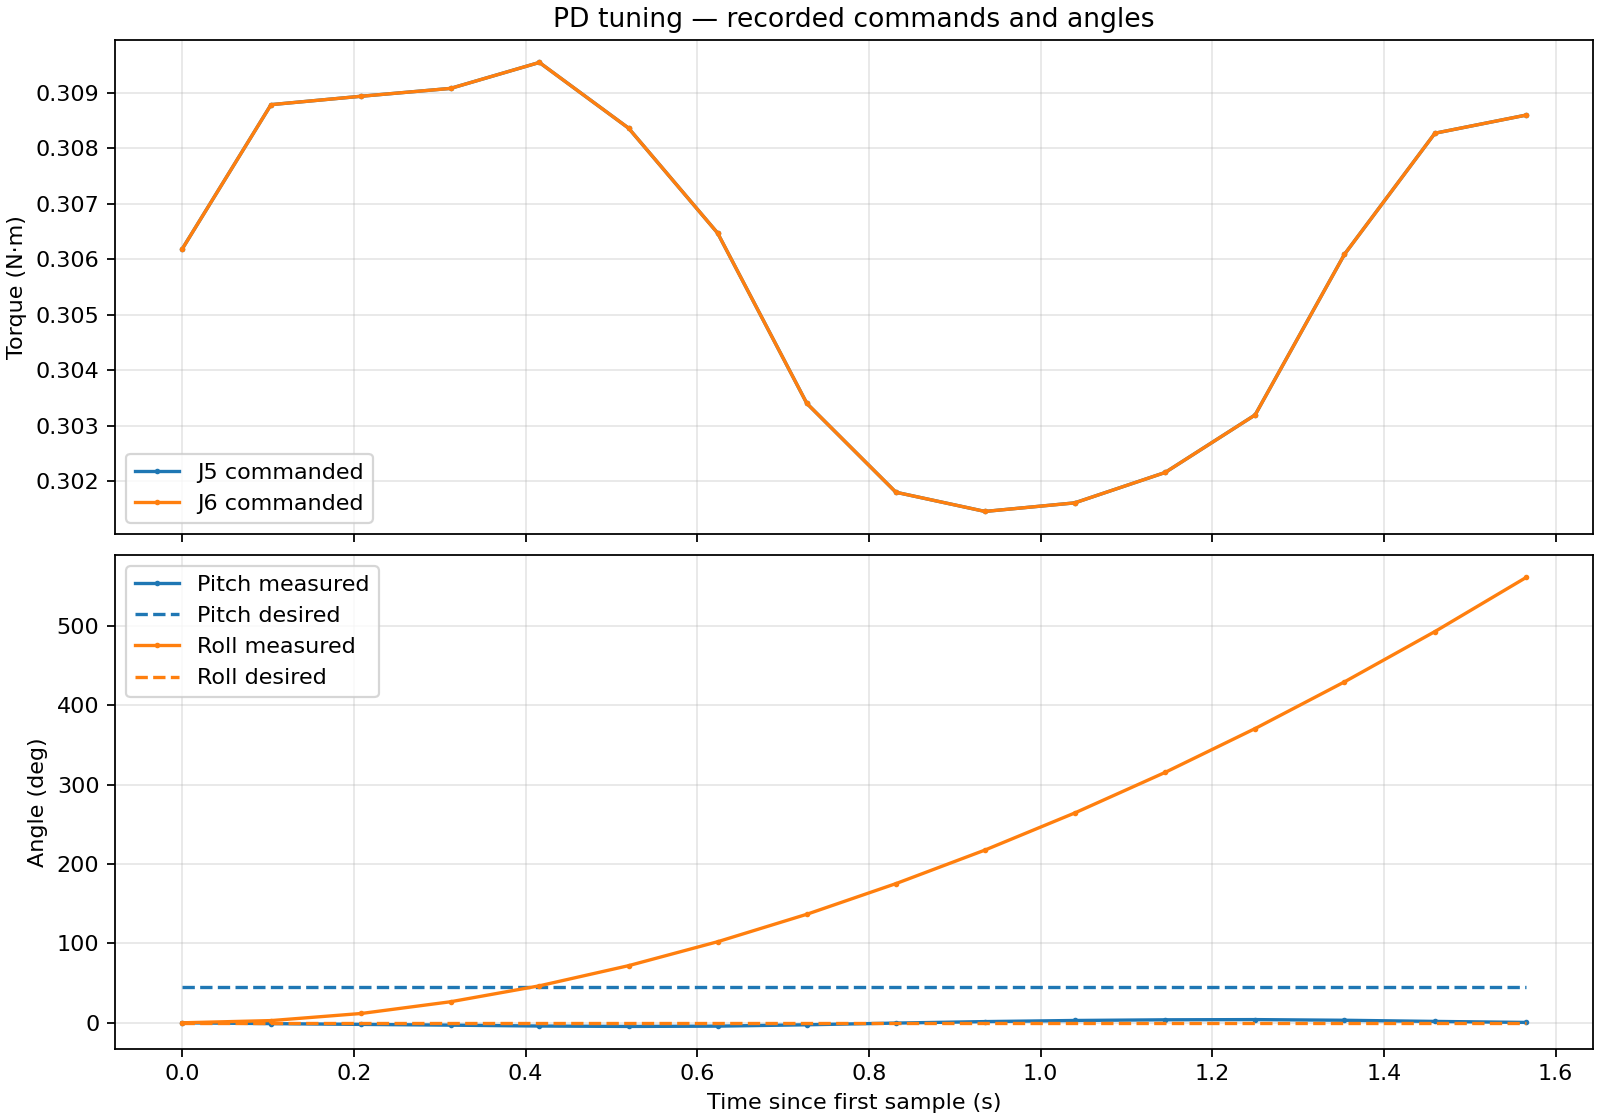 PD tuning — recorded commands and angles
Torque (N·m)
0.309
0.308
0.307
0.306
0.305
0.304
0.303
0.302
J5 commanded
J6 commanded
Angle (deg)
500
400
300
200
100
0
Pitch measured
Pitch desired
Roll measured
Roll desired
0.0 0.2 0.4 0.6 0.8 1.0 1.2 1.4 1.6
Time since first sample (s)